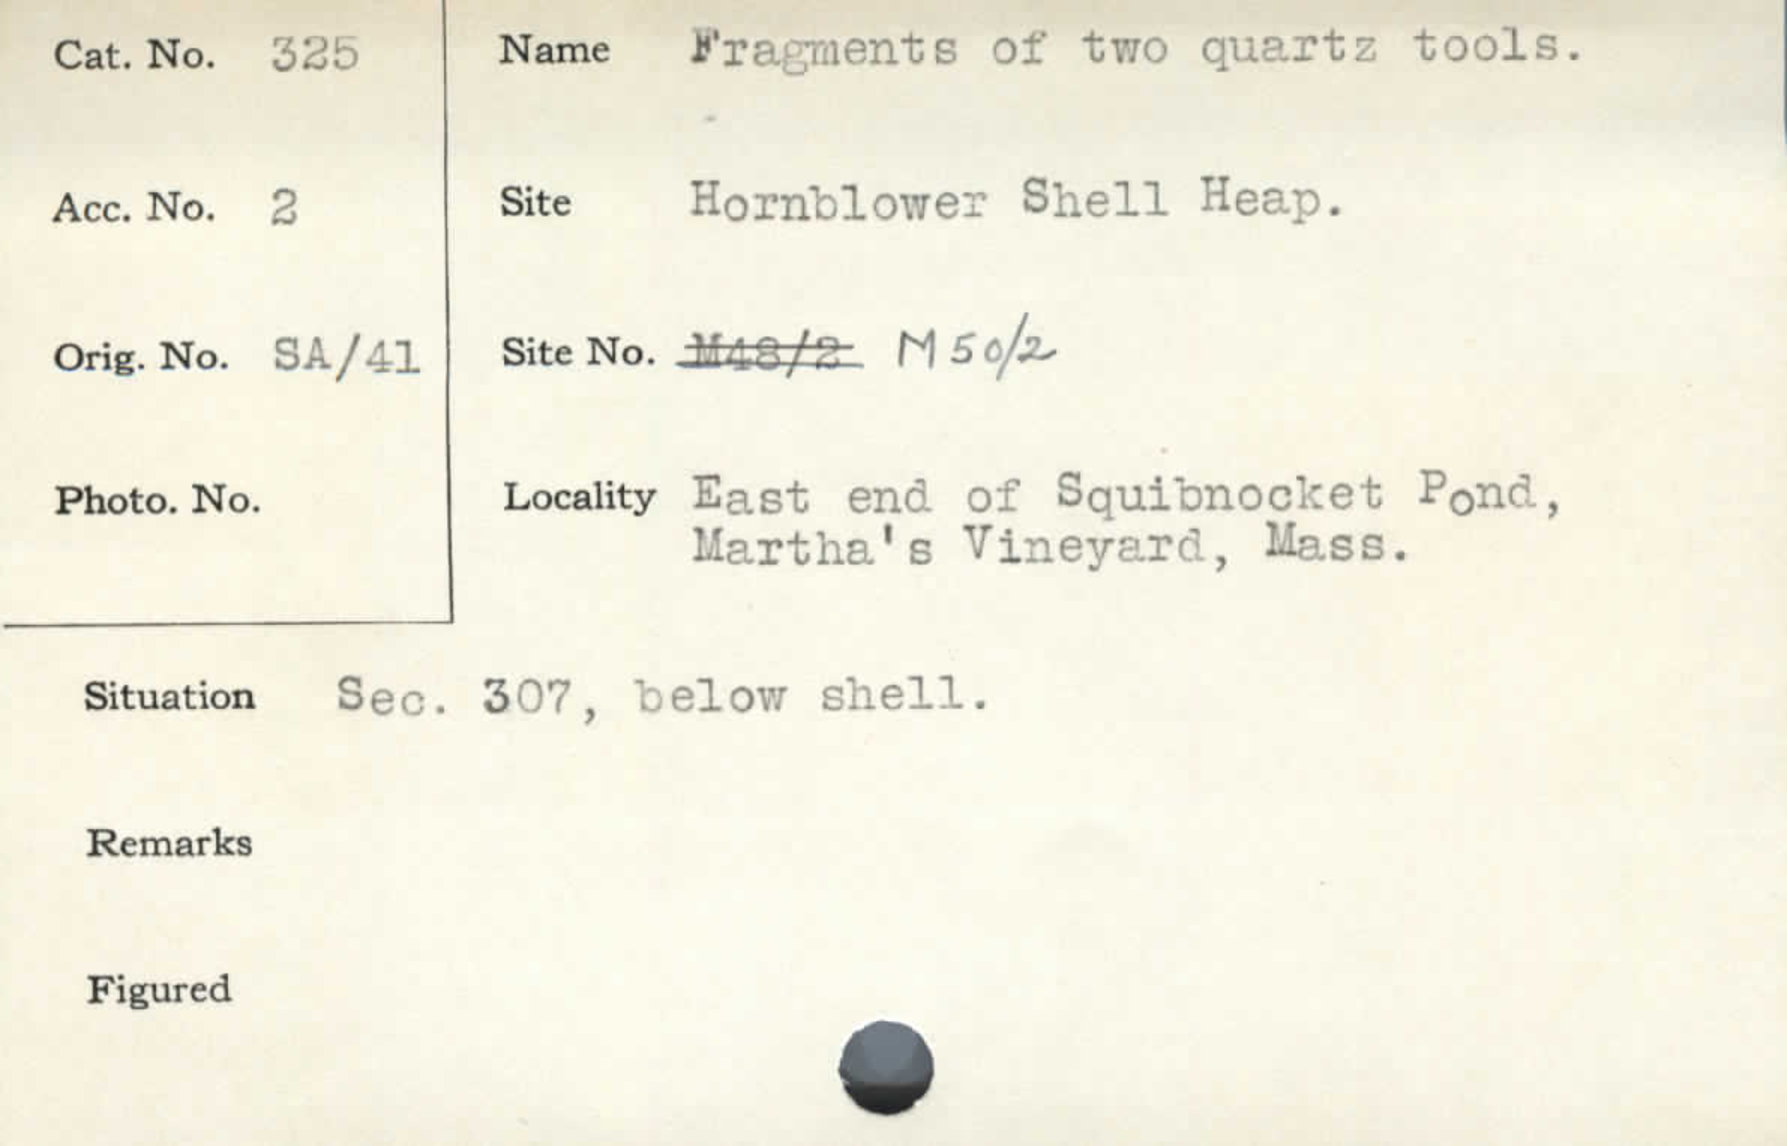 Cat. No. 325
Name Fragments of two quartz tools.
Acc. No. 2
Site Hornblower Shell Heap.
Orig. No. SA/41
Site No. M48/2 M50/2
Photo. No.
Locality East end of Squibnocket Pond,
Martha's Vineyard, Mass.
Situation Sec. 307, below shell.
Remarks
Figured